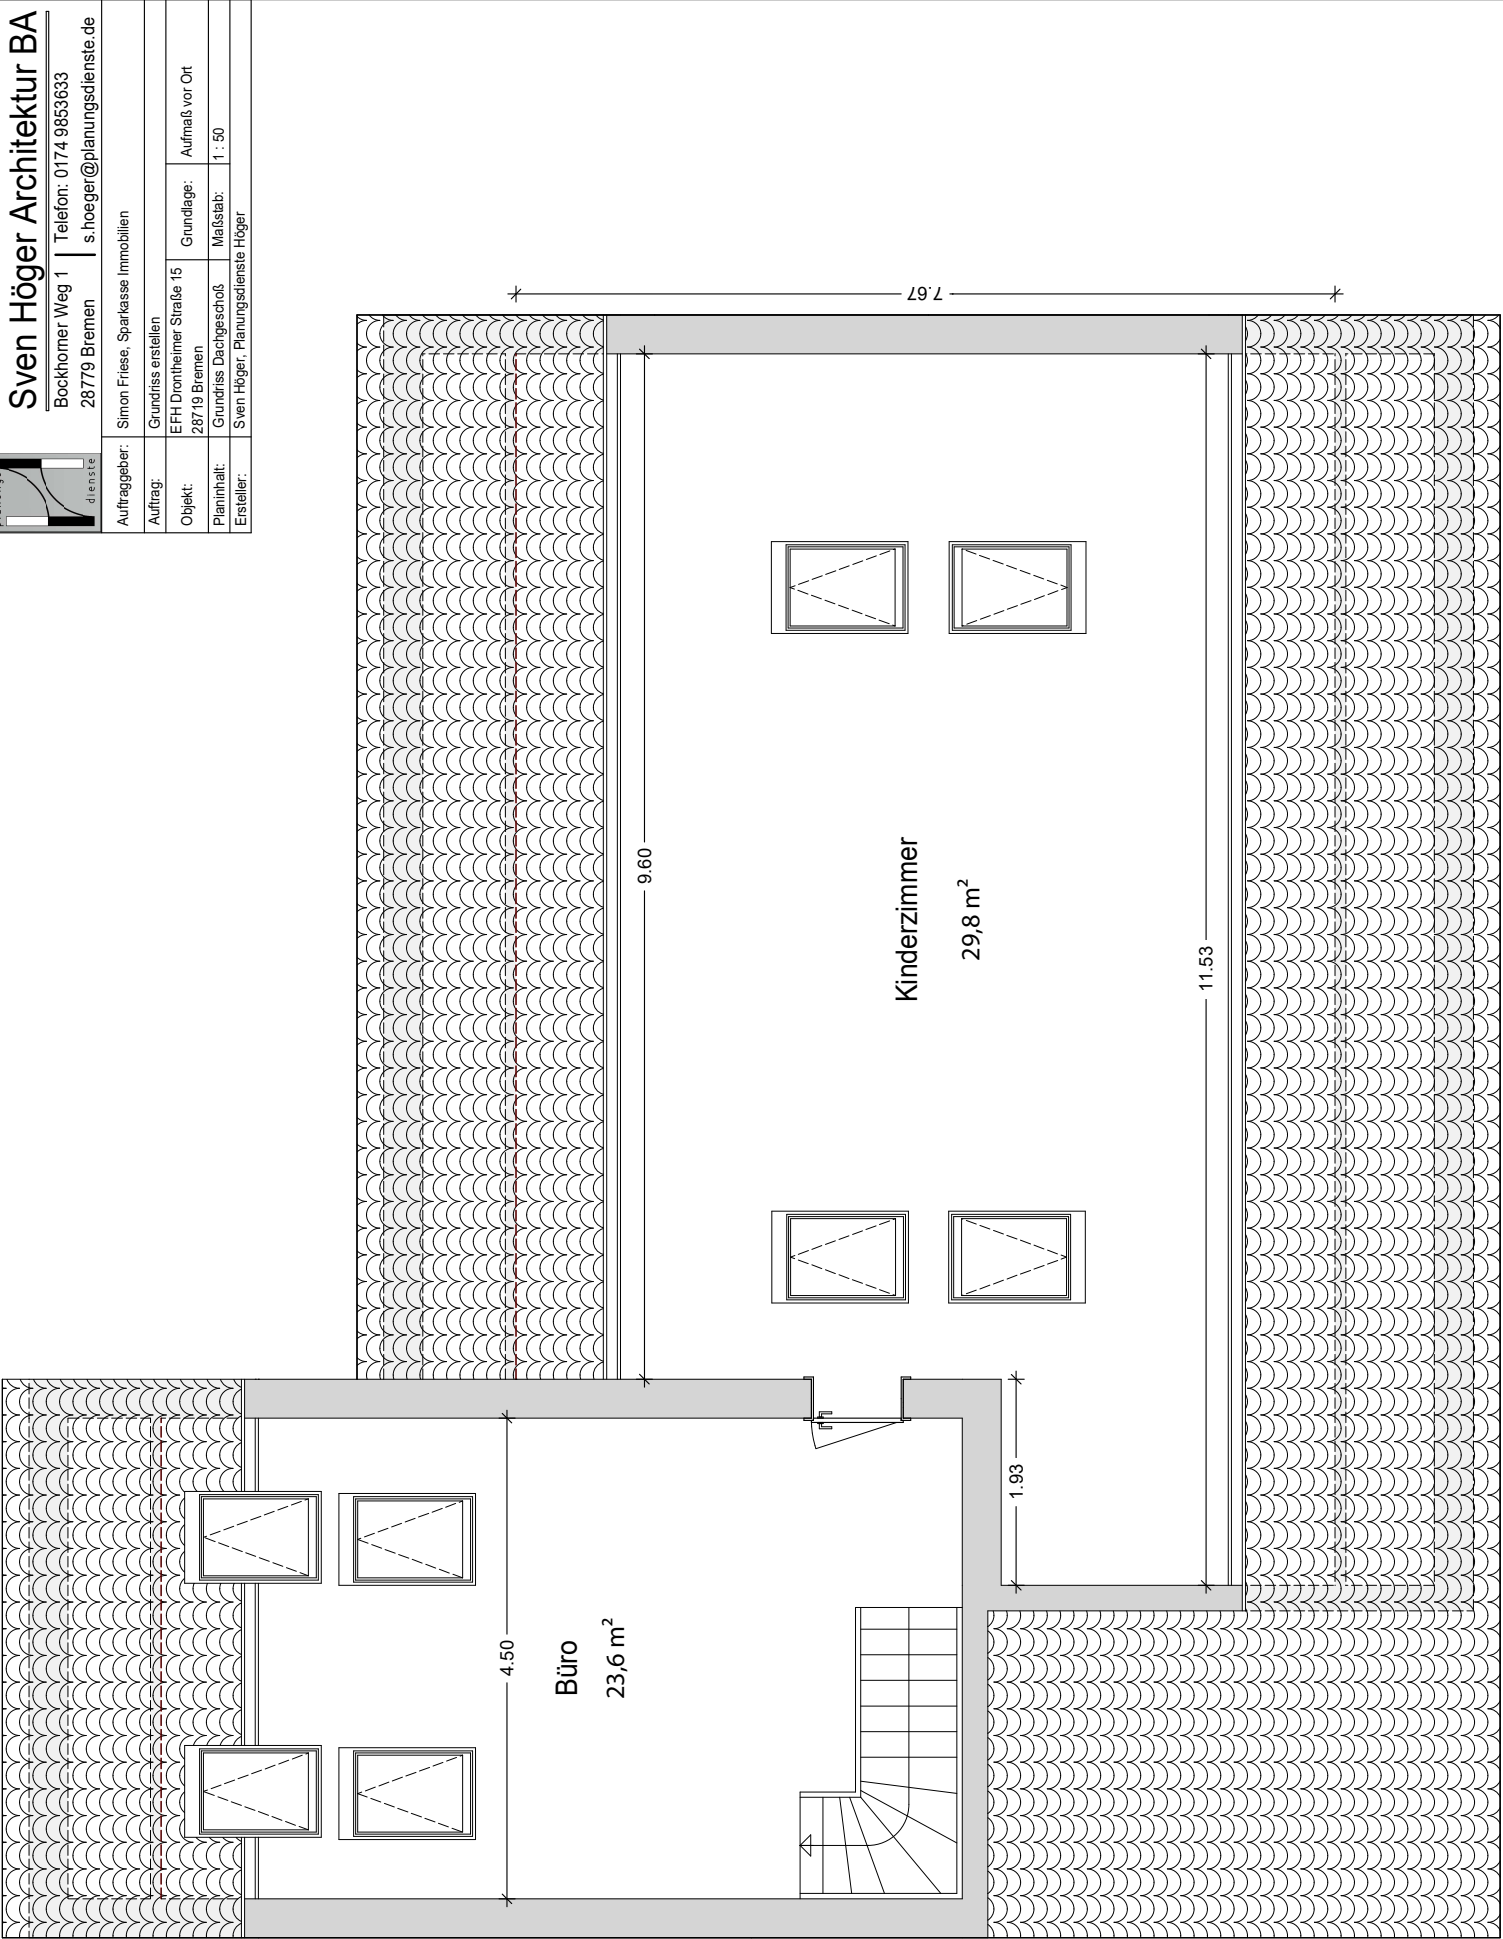 Sven Höger Architektur BA
Bockhorner Weg 1 | Telefon: 0174 9853633
28779 Bremen | s.hoeger@planungsdienste.de
dienste
Auftraggeber: Simon Friese, Sparkasse Immobilien
Auftrag: Grundriss erstellen
Objekt: EFH Drontheimer Straße 15
28719 Bremen
Grundlage: Aufmaß vor Ort
Planinhalt: Grundriss Dachgeschoß Maßstab: 1 : 50
Ersteller: Sven Höger, Planungsdienste Höger
7.67
9.60
Kinderzimmer
29,8 m²
11.53
1.93
4.50
Büro
23,6 m²